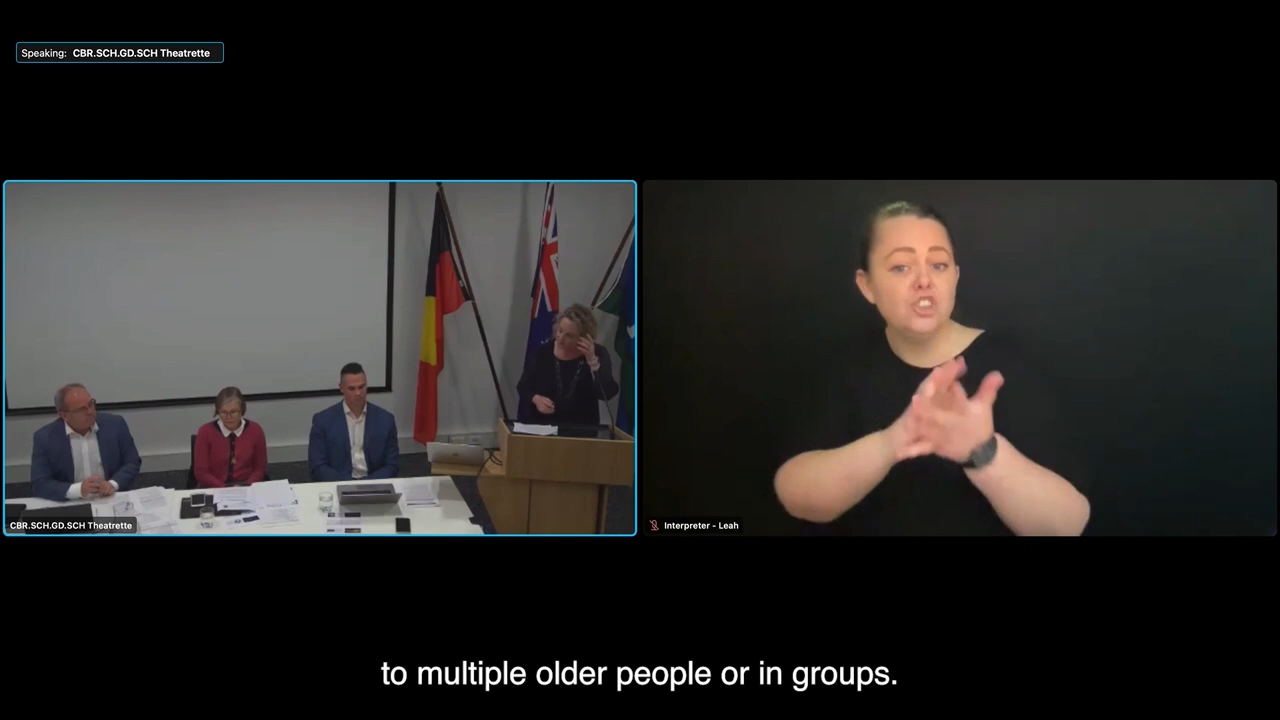 Speaking: CBR.SCH.GD.SCH Theatrette
CBR.SCH.GD.SCH Theatrette
Interpreter - Leah
to multiple older people or in groups.